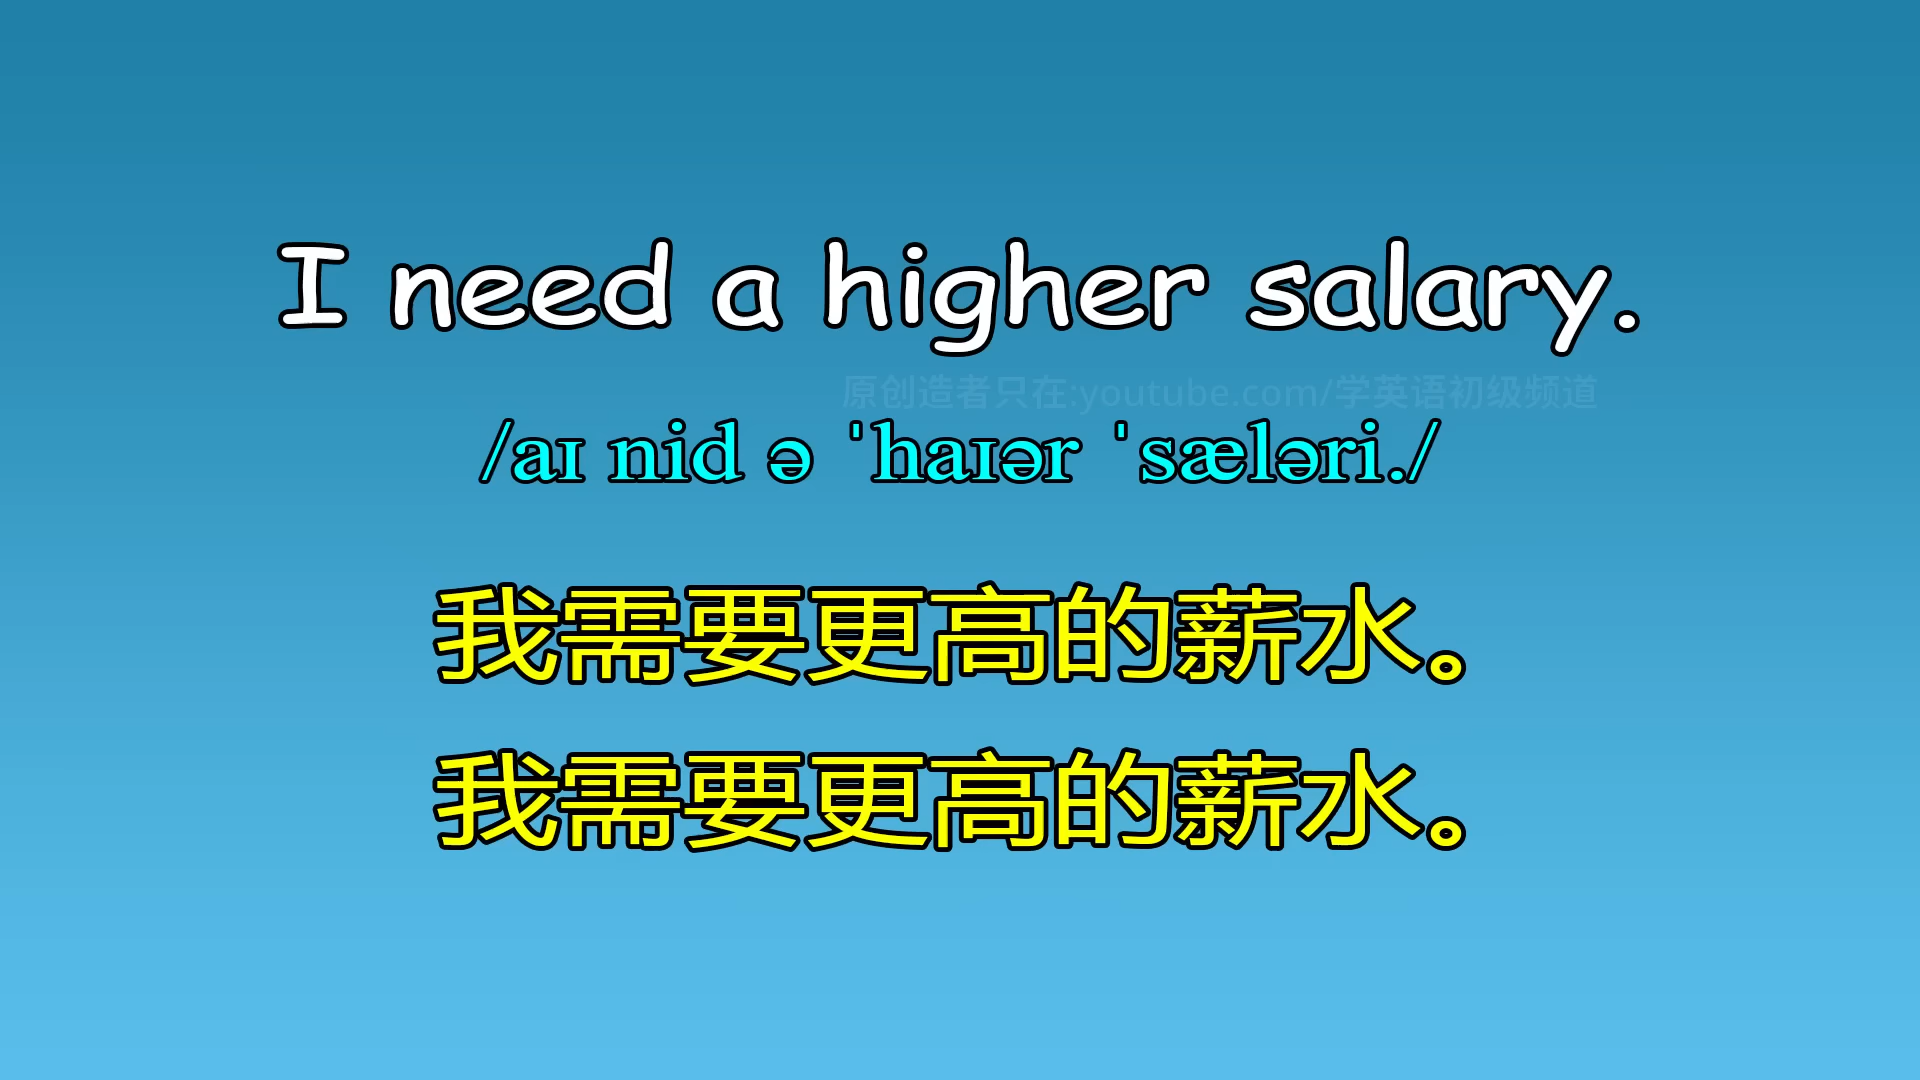 I need a higher salary.
原创造者只在:youtube.com/学英语初级频道
/aɪ nid ə ˈhaɪər ˈsæləri./
我需要更高的薪水。
我需要更高的薪水。